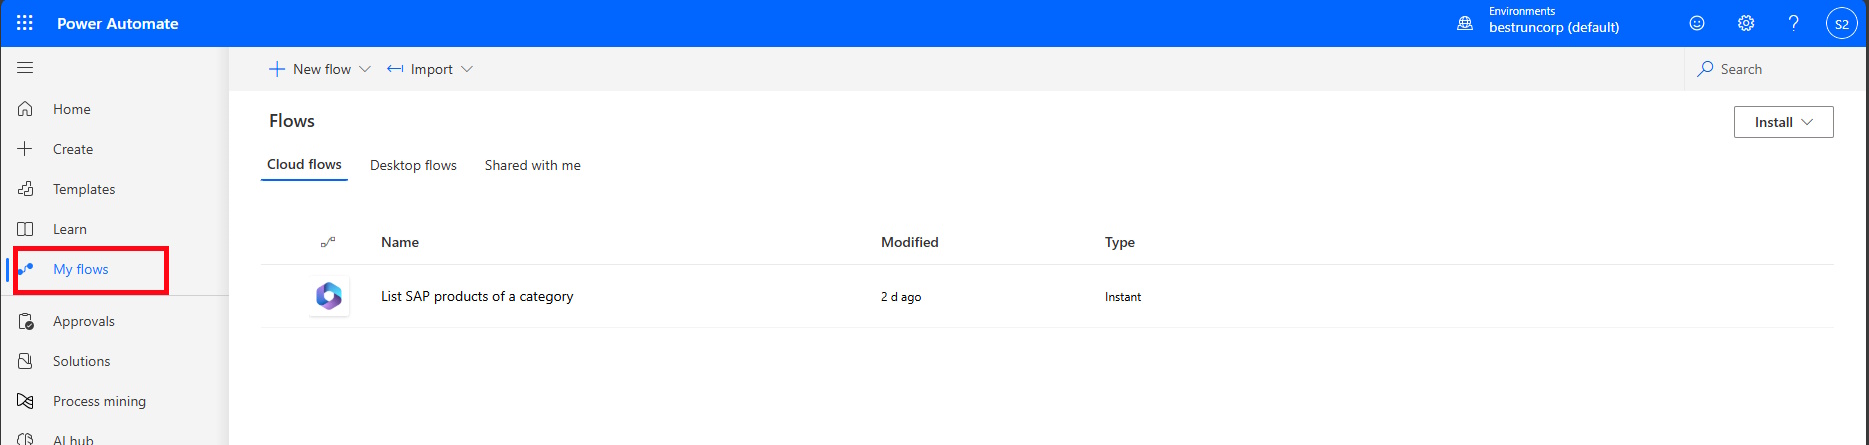 Power Automate
Environments
bestruncorp (default)
?
S2
New flow
Import
Search
Home
Create
Templates
Learn
My flows
Approvals
Solutions
Process mining
AI hub
Flows
Install
Cloud flows
Desktop flows
Shared with me
Name
Modified
Type
List SAP products of a category
2 d ago
Instant